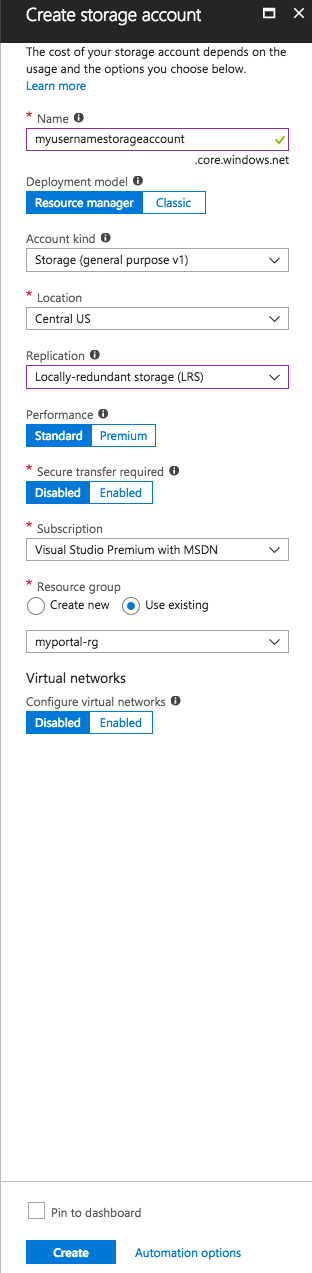 Create storage account
The cost of your storage account depends on the
usage and the options you choose below.
Learn more
* Name
myusernamestorageaccount
.core.windows.net
Deployment model
Resource manager Classic
Account kind
Storage (general purpose v1)
* Location
Central US
Replication
Locally-redundant storage (LRS)
Performance
Standard Premium
* Secure transfer required
Disabled Enabled
* Subscription
Visual Studio Premium with MSDN
* Resource group
Create new Use existing
myportal-rg
Virtual networks
Configure virtual networks
Disabled Enabled
Pin to dashboard
Create Automation options